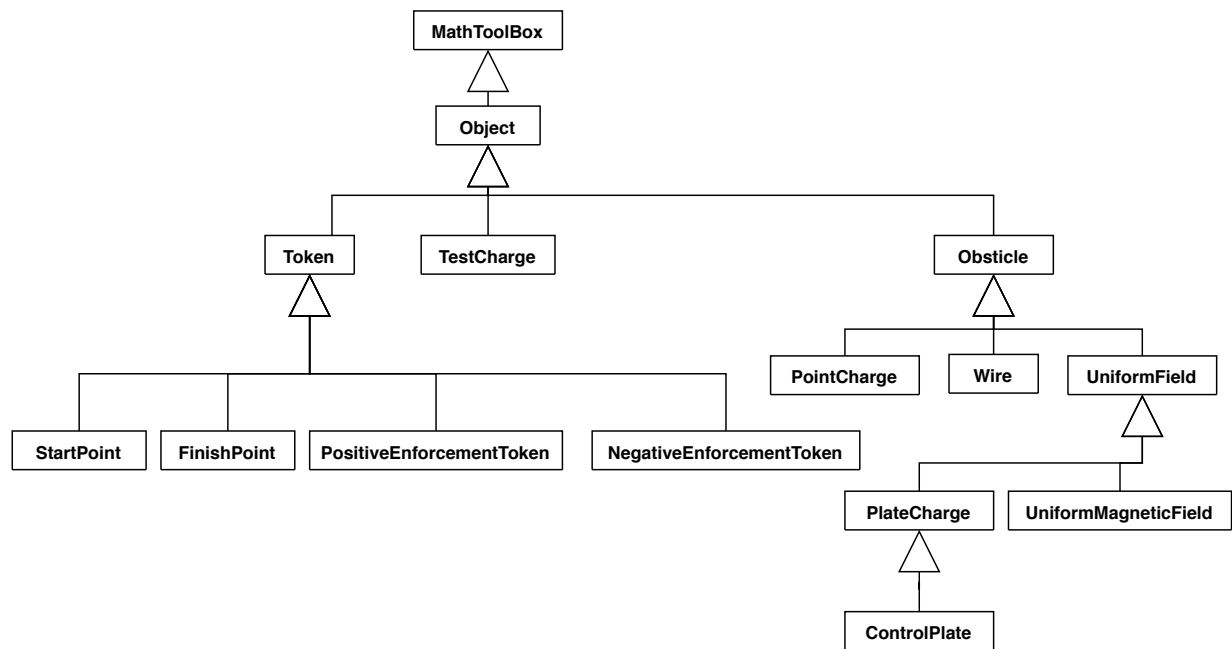 MathToolBox
Object
Token
TestCharge
Obsticle
PointCharge
Wire
UniformField
StartPoint
FinishPoint
PositiveEnforcementToken
NegativeEnforcementToken
PlateCharge
UniformMagneticField
ControlPlate